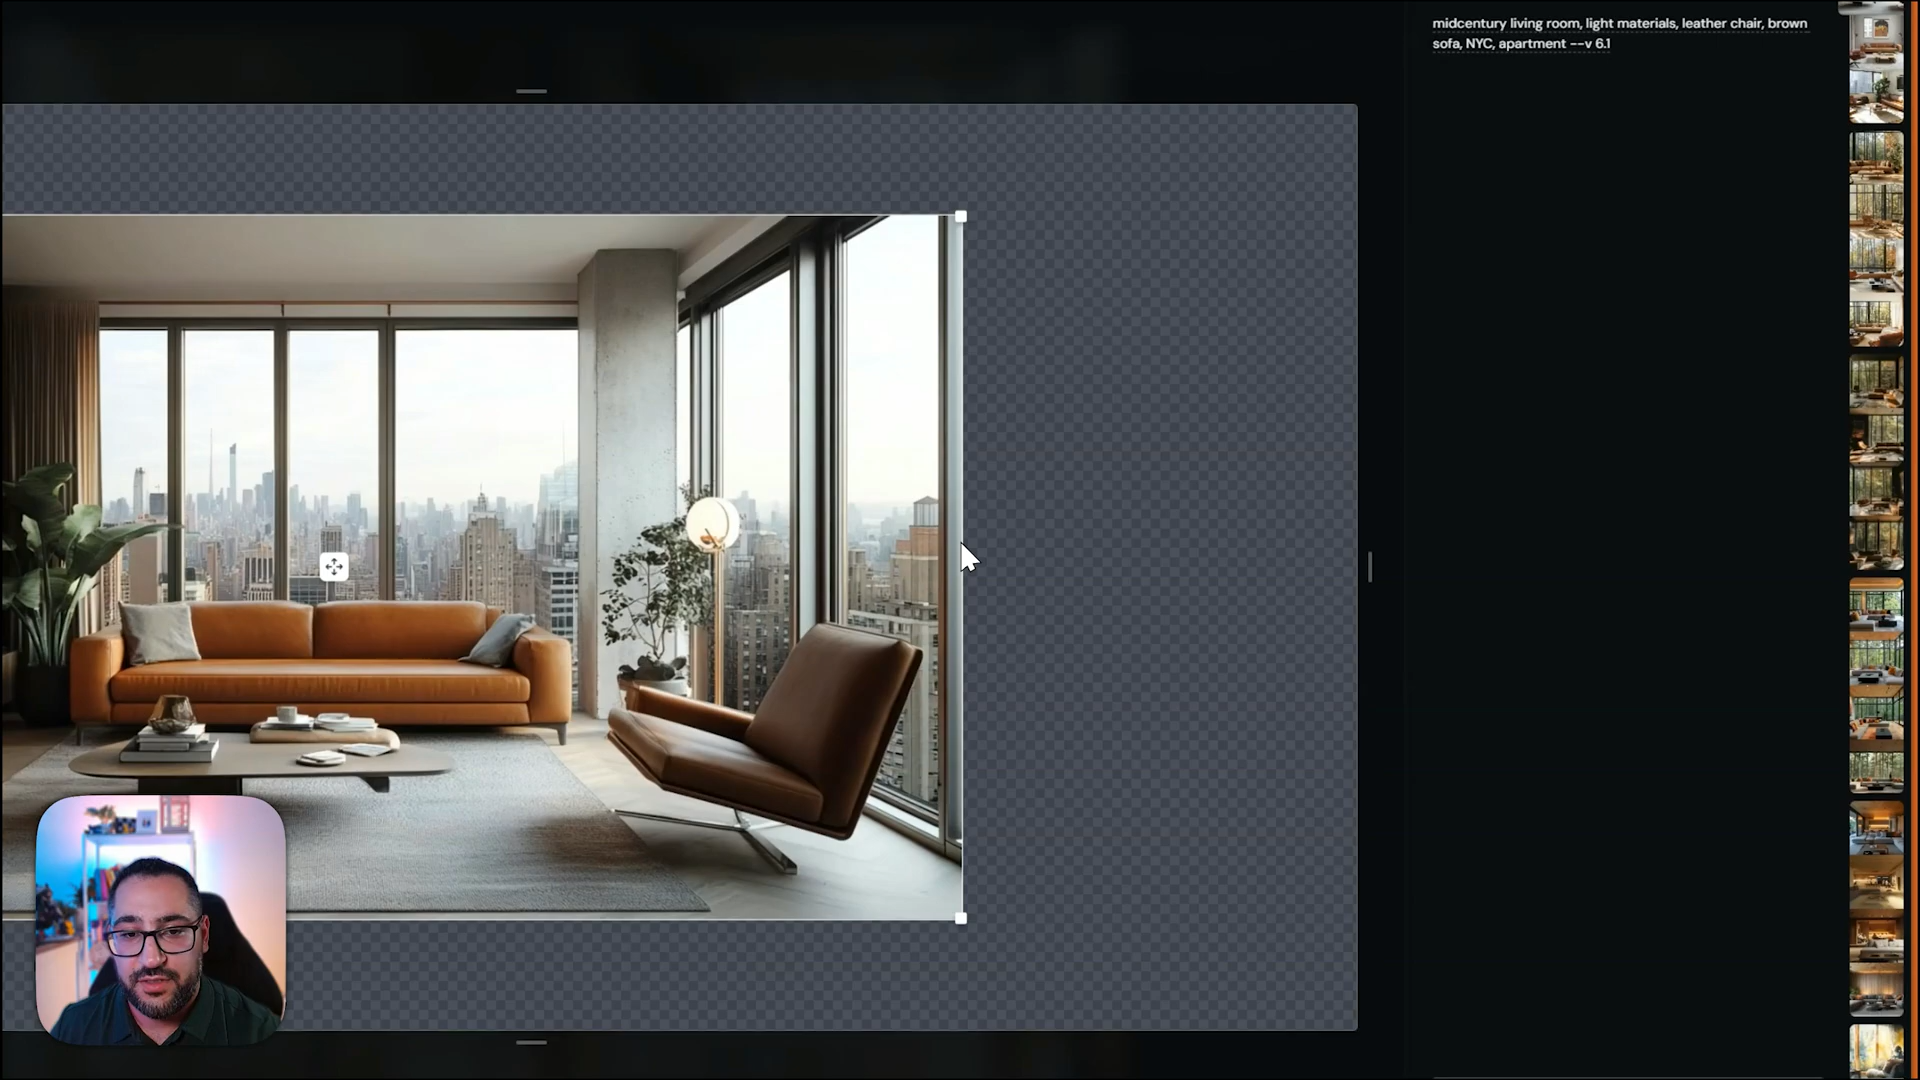 midcentury living room, light materials, leather chair, brown
sofa, NYC, apartment --v 6.1